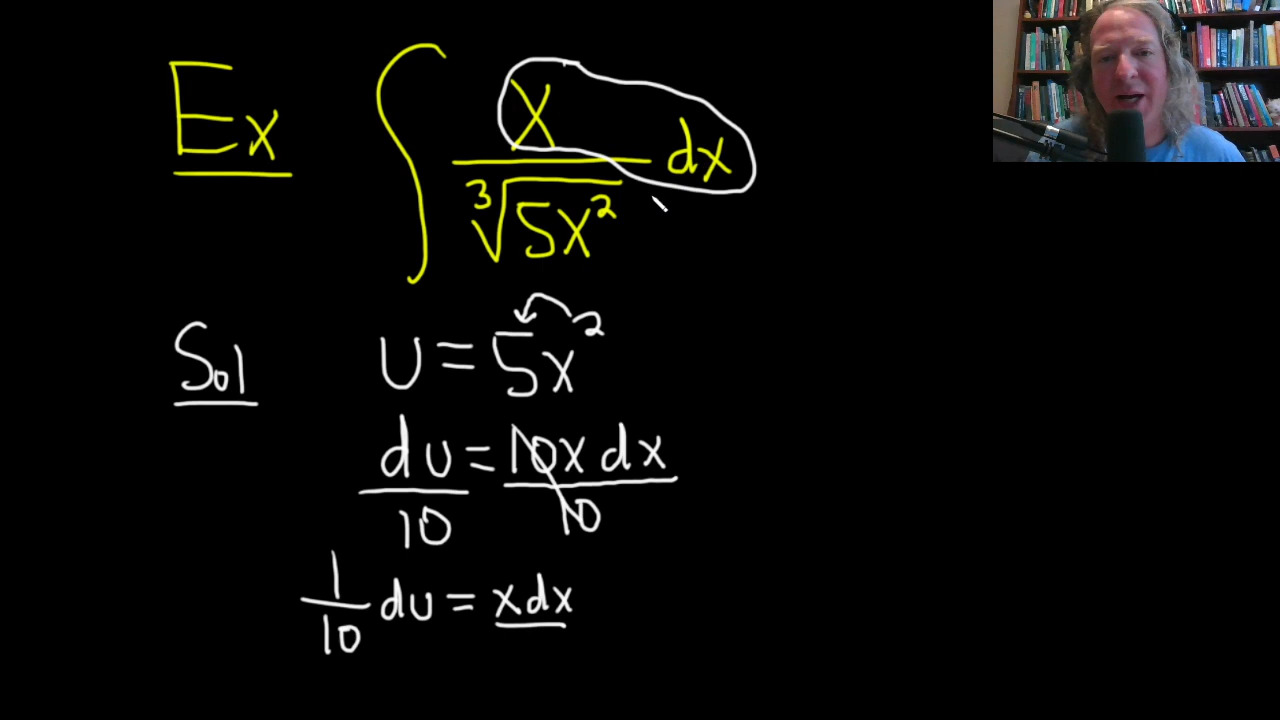 Ex ∫ x/∛(5x²) dx
Sol U = 5x²
du/10 = 10x dx/10
1/10 du = x dx